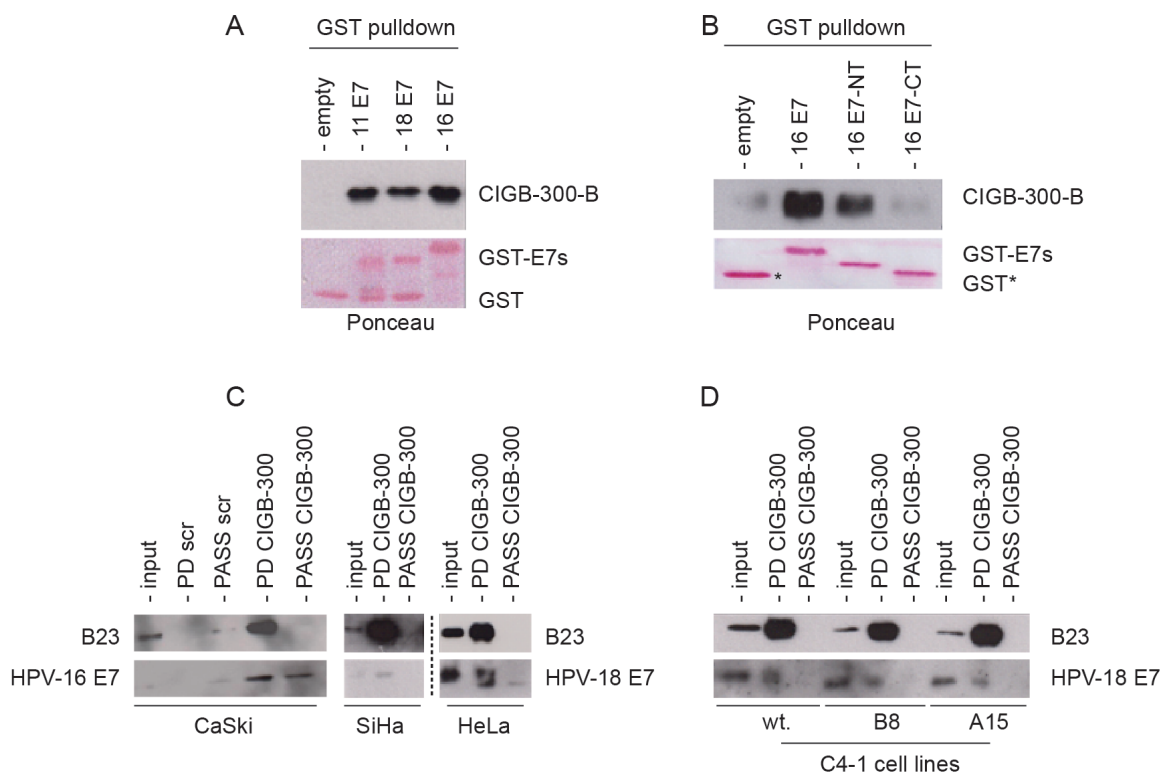 A
GST pulldown
- empty
- 11 E7
- 18 E7
- 16 E7
CIGB-300-B
GST-E7s
GST
Ponceau
B
GST pulldown
- empty
- 16 E7
- 16 E7-NT
- 16 E7-CT
CIGB-300-B
*
GST-E7s
GST*
Ponceau
C
- input
- PD scr
- PASS scr
- PD CIGB-300
- PASS CIGB-300
- input
- PD CIGB-300
- PASS CIGB-300
- input
- PD CIGB-300
- PASS CIGB-300
B23
B23
HPV-16 E7
HPV-18 E7
CaSki
SiHa
HeLa
D
- input
- PD CIGB-300
- PASS CIGB-300
- input
- PD CIGB-300
- PASS CIGB-300
- input
- PD CIGB-300
- PASS CIGB-300
B23
HPV-18 E7
wt.
B8
A15
C4-1 cell lines